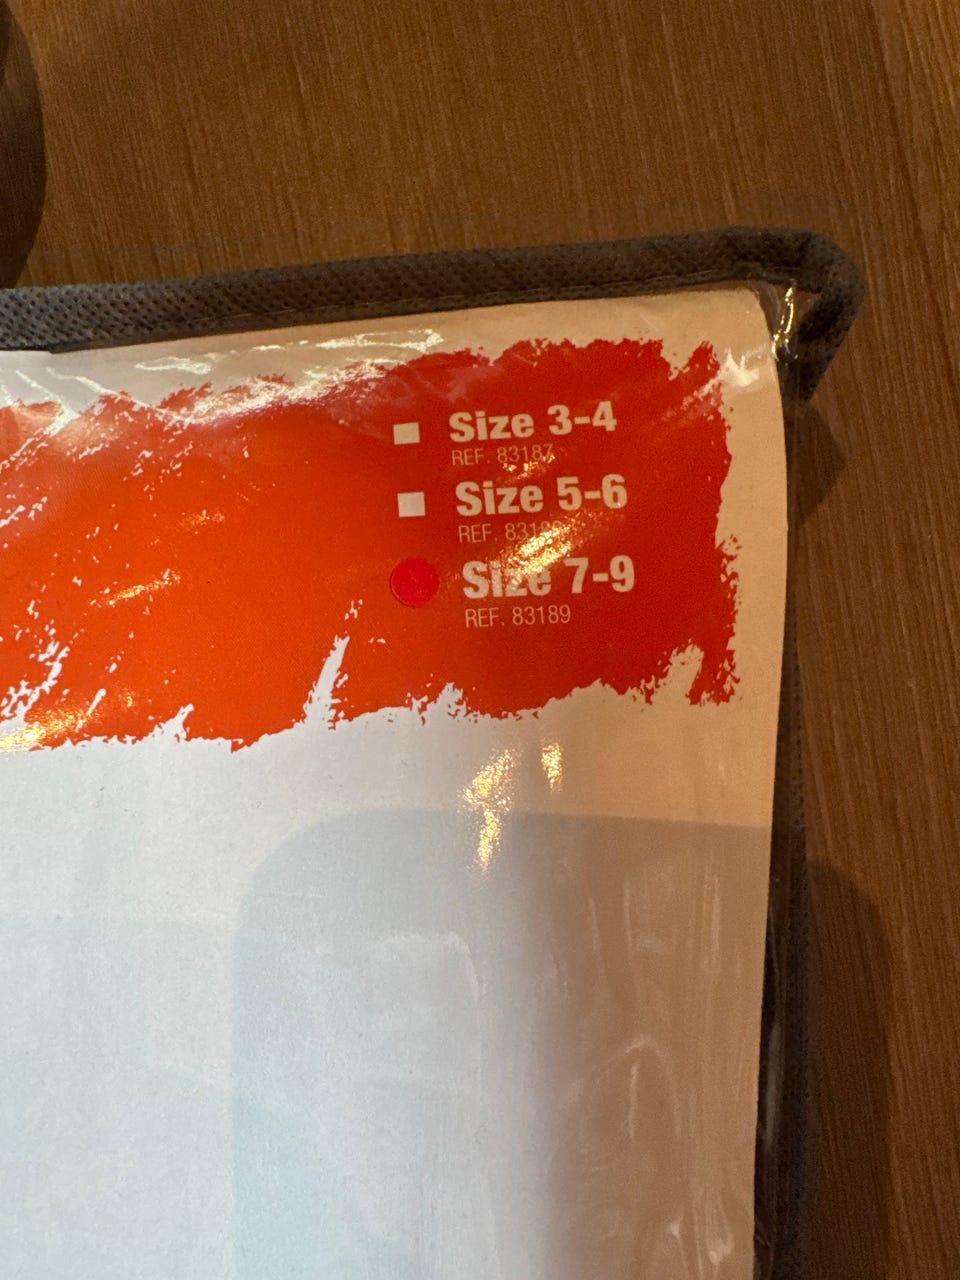 Size 3-4
REF. 83187
Size 5-6
REF.
Size 7-9
REF. 83189